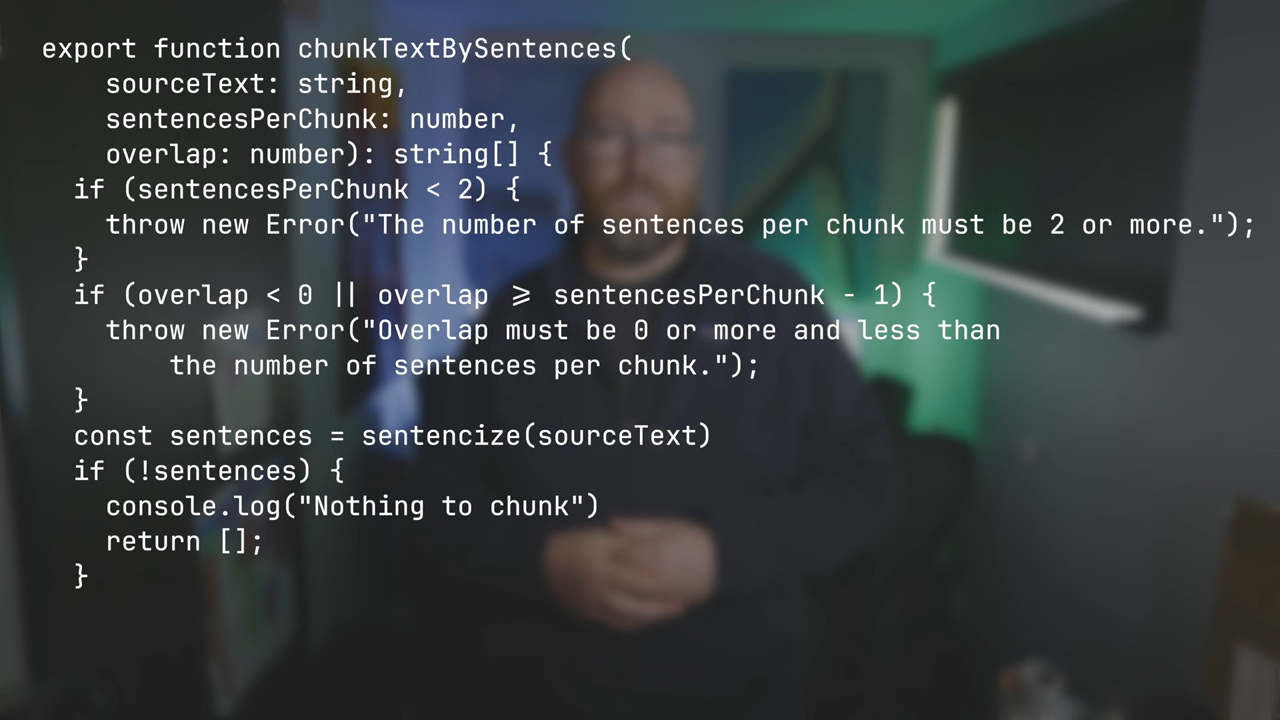 export function chunkTextBySentences(
    sourceText: string,
    sentencesPerChunk: number,
    overlap: number): string[] {
  if (sentencesPerChunk < 2) {
    throw new Error("The number of sentences per chunk must be 2 or more.");
  }
  if (overlap < 0 || overlap >= sentencesPerChunk - 1) {
    throw new Error("Overlap must be 0 or more and less than
        the number of sentences per chunk.");
  }
  const sentences = sentencize(sourceText)
  if (!sentences) {
    console.log("Nothing to chunk")
    return [];
  }